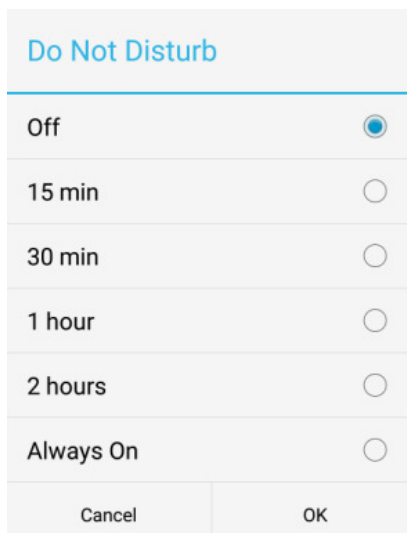 Do Not Disturb
Off
15 min
30 min
1 hour
2 hours
Always On
Cancel OK